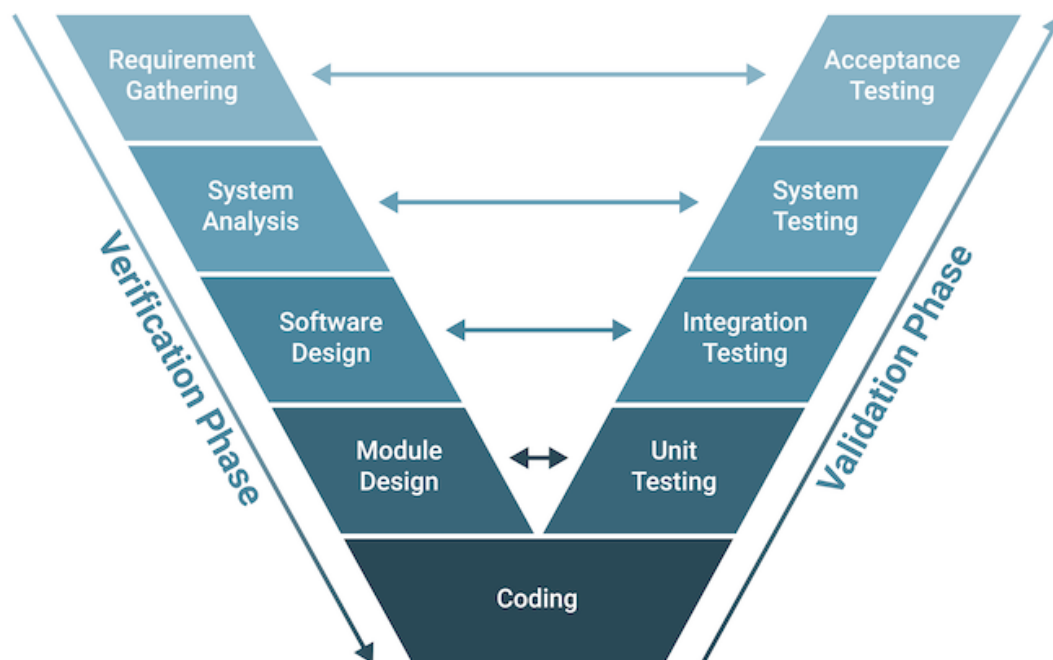 Requirement
Gathering
Acceptance
Testing
System
Analysis
System
Testing
Verification Phase
Validation Phase
Software
Design
Integration
Testing
Module
Design
Unit
Testing
Coding